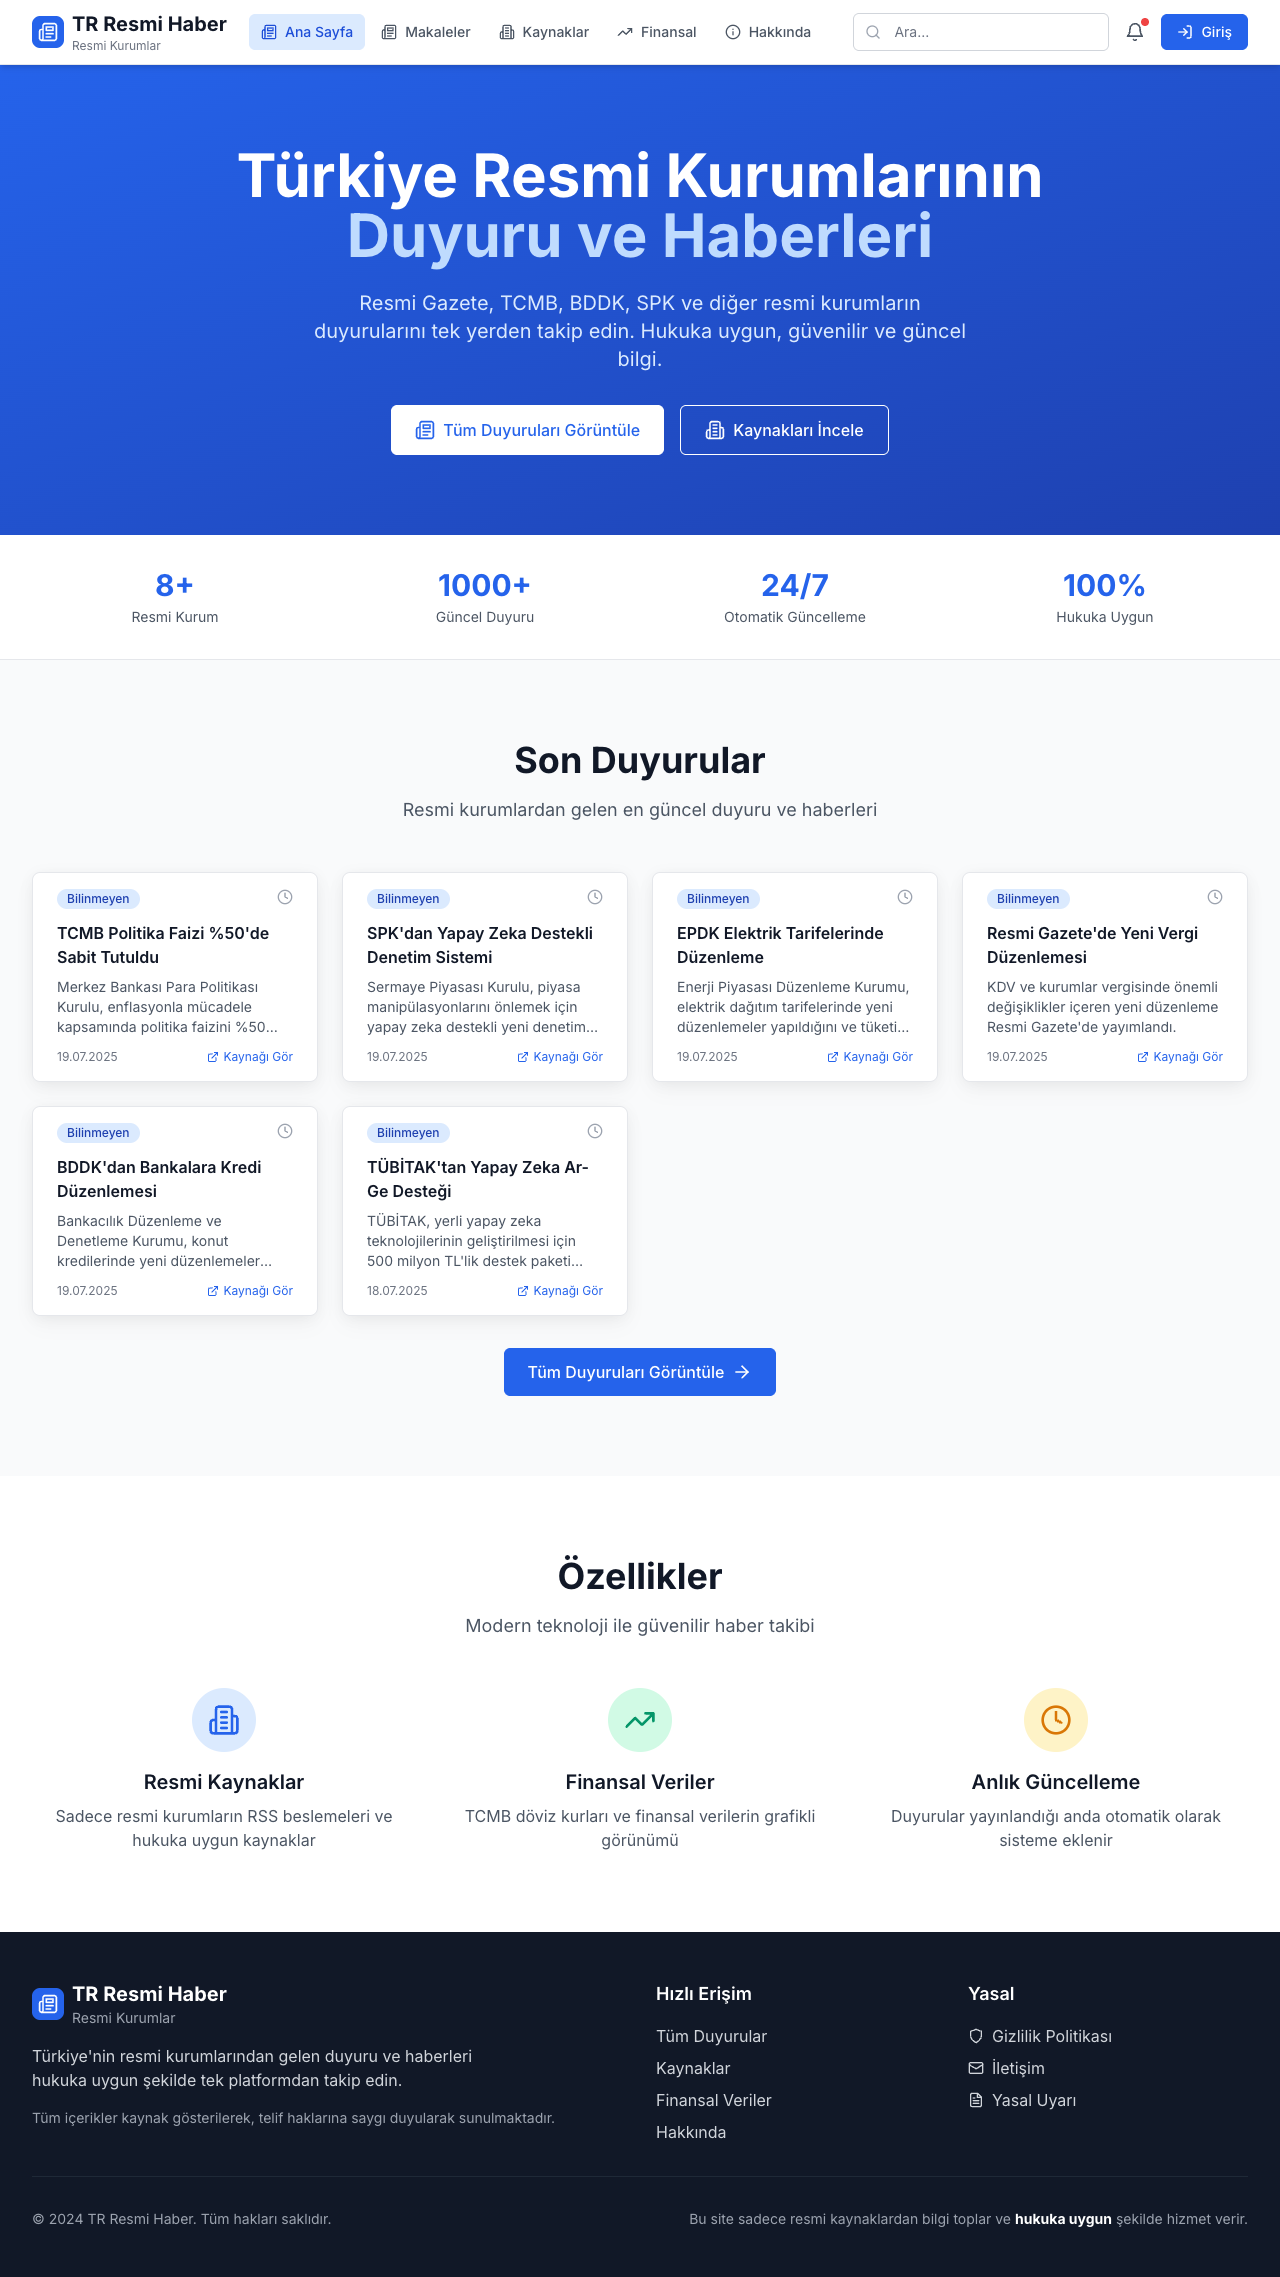 TR Resmi Haber
Resmi Kurumlar
Ana Sayfa
Makaleler
Kaynaklar
Finansal
Hakkında
Ara...
Giriş
Türkiye Resmi Kurumlarının
Duyuru ve Haberleri
Resmi Gazete, TCMB, BDDK, SPK ve diğer resmi kurumların
duyurularını tek yerden takip edin. Hukuka uygun, güvenilir ve güncel
bilgi.
Tüm Duyuruları Görüntüle
Kaynakları İncele
8+
Resmi Kurum
1000+
Güncel Duyuru
24/7
Otomatik Güncelleme
100%
Hukuka Uygun
Son Duyurular
Resmi kurumlardan gelen en güncel duyuru ve haberleri
Bilinmeyen
TCMB Politika Faizi %50'de
Sabit Tutuldu
Merkez Bankası Para Politikası
Kurulu, enflasyonla mücadele
kapsamında politika faizini %50...
19.07.2025
Kaynağı Gör
Bilinmeyen
SPK'dan Yapay Zeka Destekli
Denetim Sistemi
Sermaye Piyasası Kurulu, piyasa
manipülasyonlarını önlemek için
yapay zeka destekli yeni denetim...
19.07.2025
Kaynağı Gör
Bilinmeyen
EPDK Elektrik Tarifelerinde
Düzenleme
Enerji Piyasası Düzenleme Kurumu,
elektrik dağıtım tarifelerinde yeni
düzenlemeler yapıldığını ve tüketi...
19.07.2025
Kaynağı Gör
Bilinmeyen
Resmi Gazete'de Yeni Vergi
Düzenlemesi
KDV ve kurumlar vergisinde önemli
değişiklikler içeren yeni düzenleme
Resmi Gazete'de yayımlandı.
19.07.2025
Kaynağı Gör
Bilinmeyen
BDDK'dan Bankalara Kredi
Düzenlemesi
Bankacılık Düzenleme ve
Denetleme Kurumu, konut
kredilerinde yeni düzenlemeler...
19.07.2025
Kaynağı Gör
Bilinmeyen
TÜBİTAK'tan Yapay Zeka Ar-
Ge Desteği
TÜBİTAK, yerli yapay zeka
teknolojilerinin geliştirilmesi için
500 milyon TL'lik destek paketi...
18.07.2025
Kaynağı Gör
Tüm Duyuruları Görüntüle
Özellikler
Modern teknoloji ile güvenilir haber takibi
Resmi Kaynaklar
Sadece resmi kurumların RSS beslemeleri ve
hukuka uygun kaynaklar
Finansal Veriler
TCMB döviz kurları ve finansal verilerin grafikli
görünümü
Anlık Güncelleme
Duyurular yayınlandığı anda otomatik olarak
sisteme eklenir
TR Resmi Haber
Resmi Kurumlar
Türkiye'nin resmi kurumlarından gelen duyuru ve haberleri
hukuka uygun şekilde tek platformdan takip edin.
Tüm içerikler kaynak gösterilerek, telif haklarına saygı duyularak sunulmaktadır.
Hızlı Erişim
Tüm Duyurular
Kaynaklar
Finansal Veriler
Hakkında
Yasal
Gizlilik Politikası
İletişim
Yasal Uyarı
© 2024 TR Resmi Haber. Tüm hakları saklıdır.
Bu site sadece resmi kaynaklardan bilgi toplar ve hukuka uygun şekilde hizmet verir.